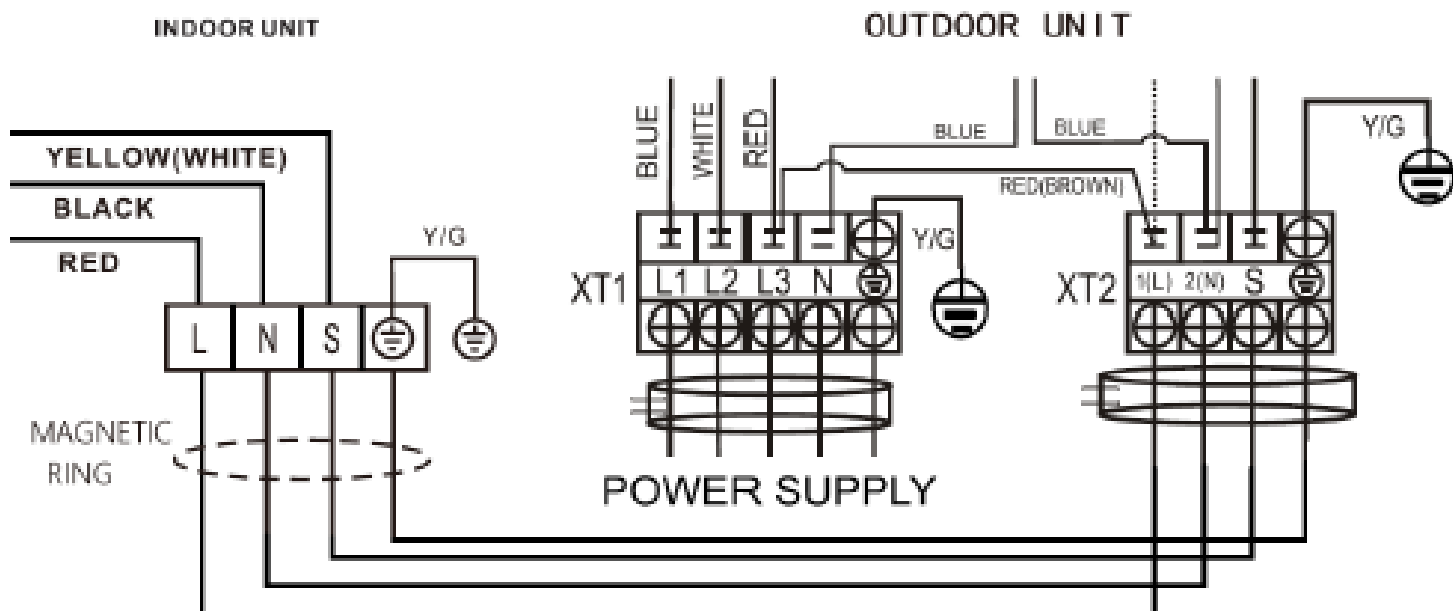 INDOOR UNIT
OUTDOOR UNIT
YELLOW(WHITE)
BLACK
RED
Y/G
L N S
MAGNETIC
RING
BLUE
WHITE
RED
BLUE
BLUE
RED(BROWN)
Y/G
Y/G
XT1
L1 L2 L3 N
XT2
1(L) 2(N) S
POWER SUPPLY